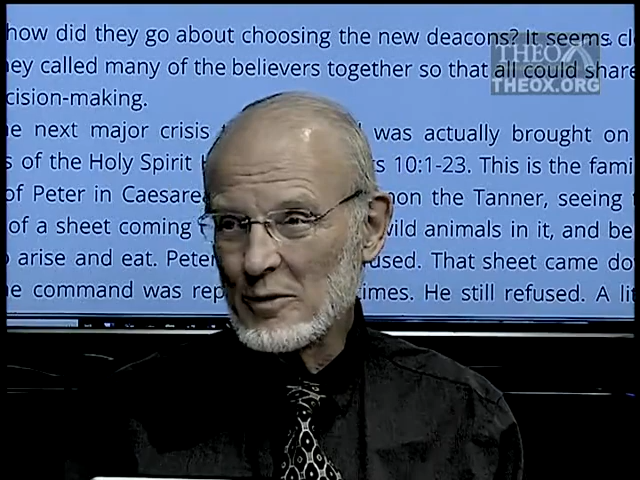 how did they go about choosing the new deacons? It seems cl
ey called many of the believers together so that all could share
cision-making.
e next major crisis was actually brought on
s of the Holy Spirit 10:1-23. This is the fami
of Peter in Caesare non the Tanner, seeing
of a sheet coming wild animals in it, and be
arise and eat. Peter used. That sheet came do
e command was rep times. He still refused. A lit
THEO
THEOX.ORG